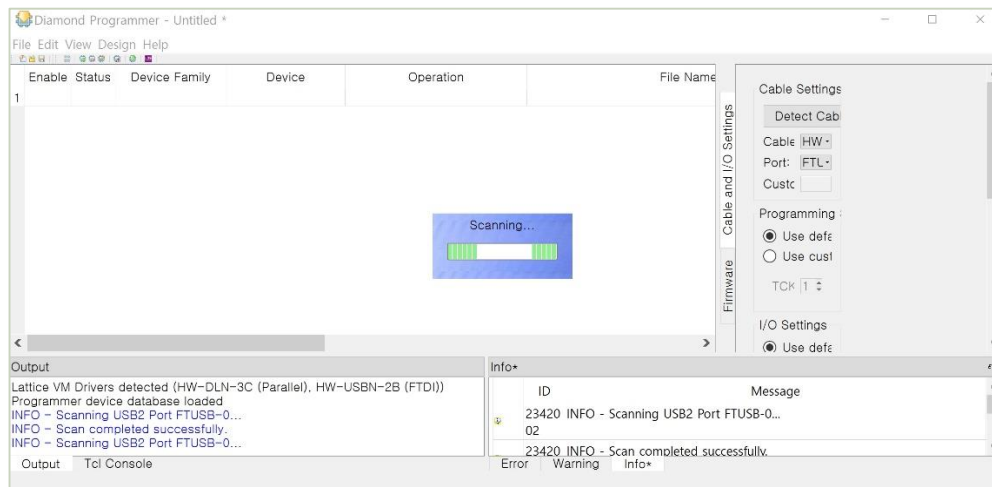 Diamond Programmer - Untitled *
File Edit View Design Help
Enable Status Device Family Device Operation File Name
1
Scanning...
Cable and I/O Settings
Firmware
Cable Settings
Detect Cabl
Cable HW
Port: FTU
Custc
Programming
Use defa
Use cust
TCK 1
I/O Settings
Use defa
Output
Lattice VM Drivers detected (HW-DLN-3C (Parallel), HW-USBN-2B (FTDI))
Programmer device database loaded
INFO - Scanning USB2 Port FTUSB-0...
INFO - Scan completed successfully.
INFO - Scanning USB2 Port FTUSB-0...
Output Tcl Console
Info*
ID Message
23420 INFO - Scanning USB2 Port FTUSB-0...
02
23420 INFO - Scan completed successfully.
Error Warning Info*